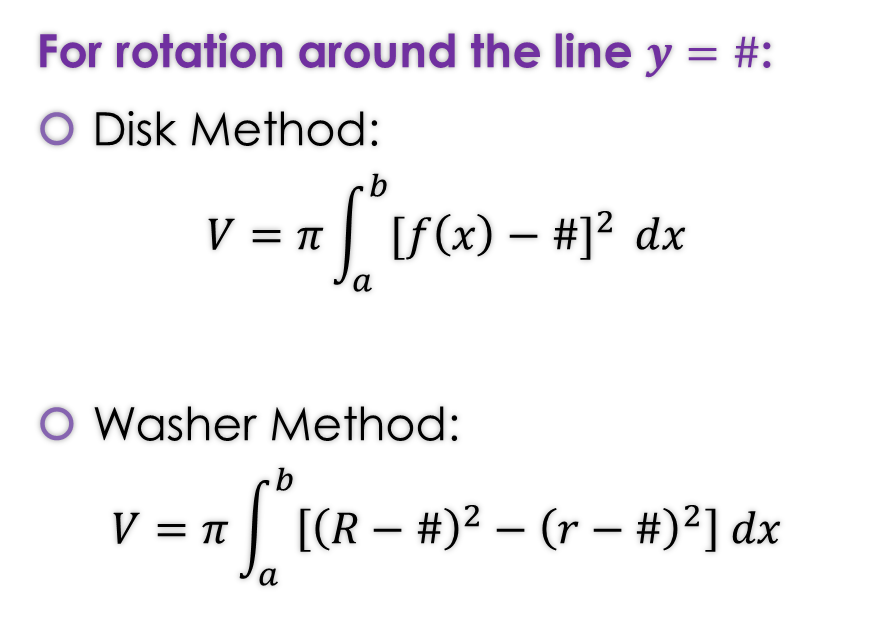 For rotation around the line y = #:
Disk Method:
V = π ∫_a^b [f(x) − #]² dx
Washer Method:
V = π ∫_a^b [(R − #)² − (r − #)²] dx